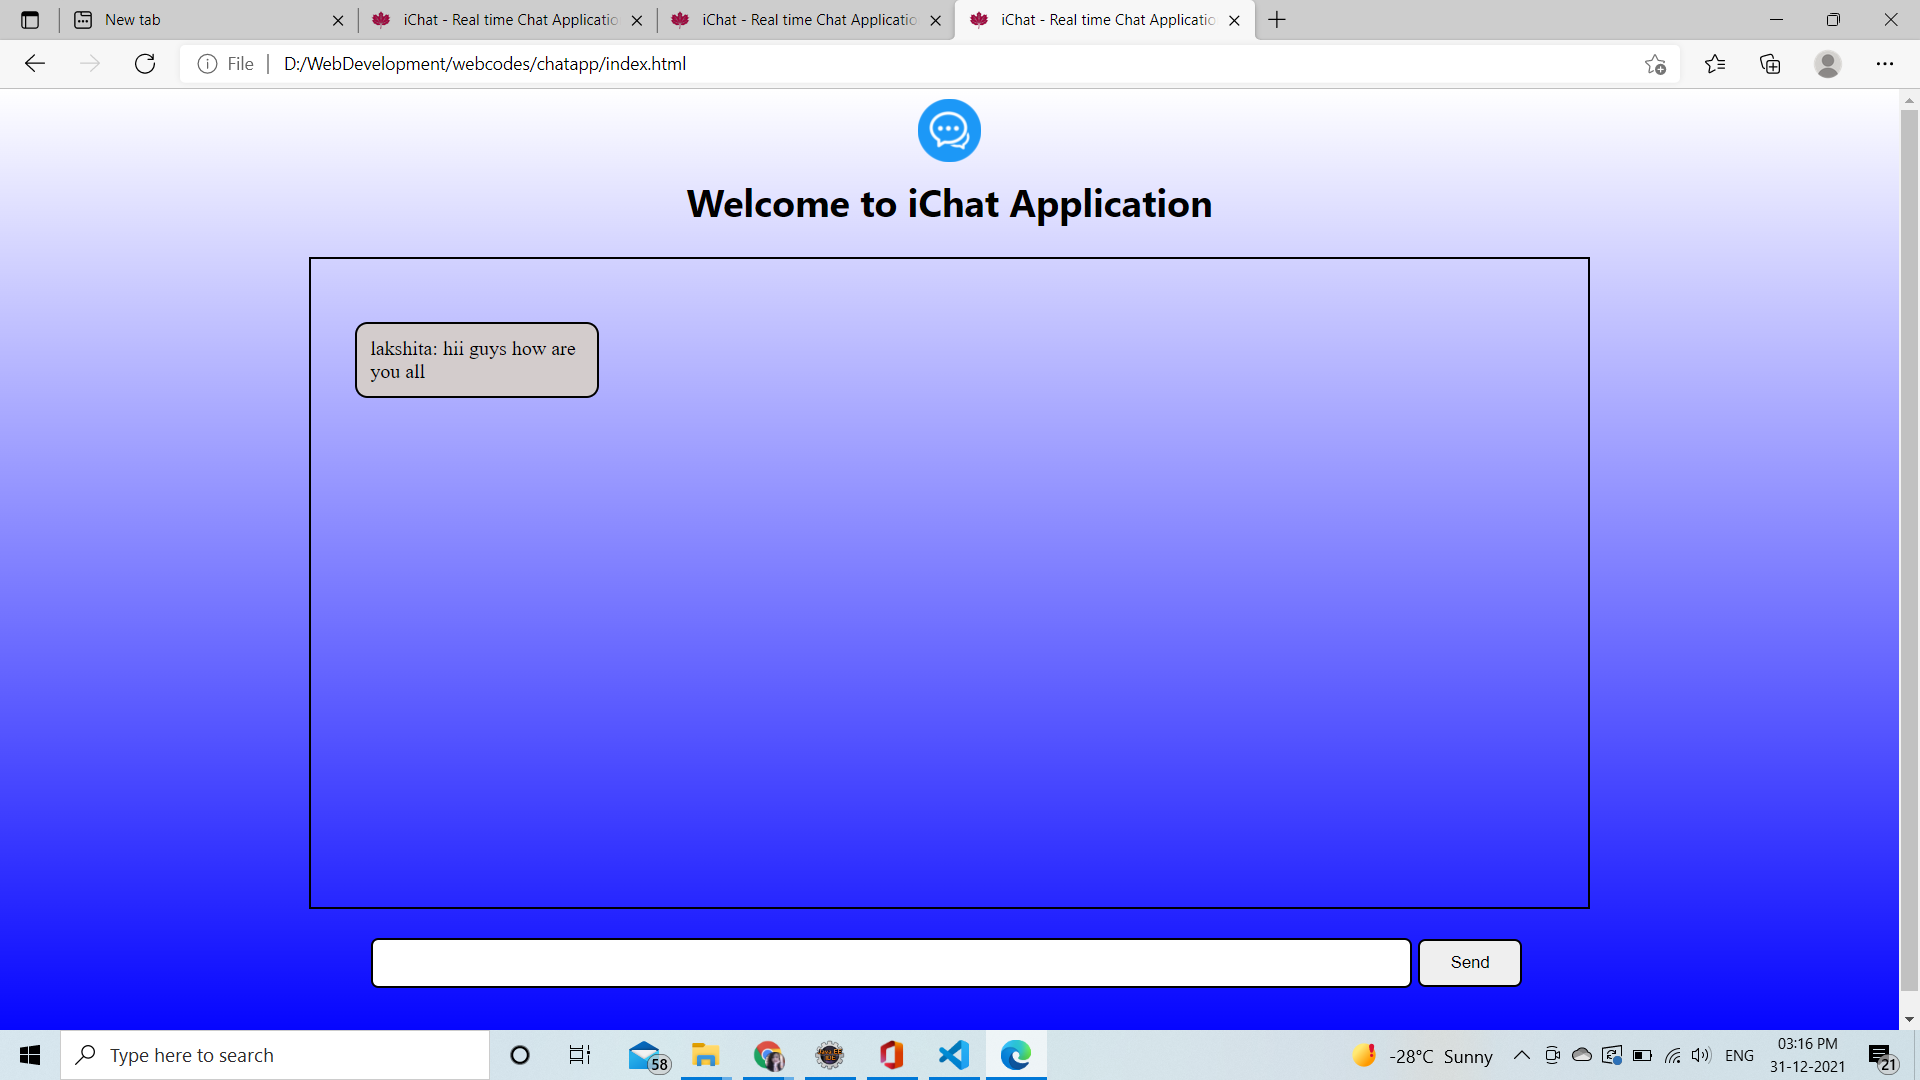 New tab
iChat - Real time Chat Applicatio
iChat - Real time Chat Applicatio
iChat - Real time Chat Applicatio
File
D:/WebDevelopment/webcodes/chatapp/index.html
Welcome to iChat Application
lakshita: hii guys how are
you all
Send
Type here to search
58
-28°C Sunny
ENG
03:16 PM
31-12-2021
21